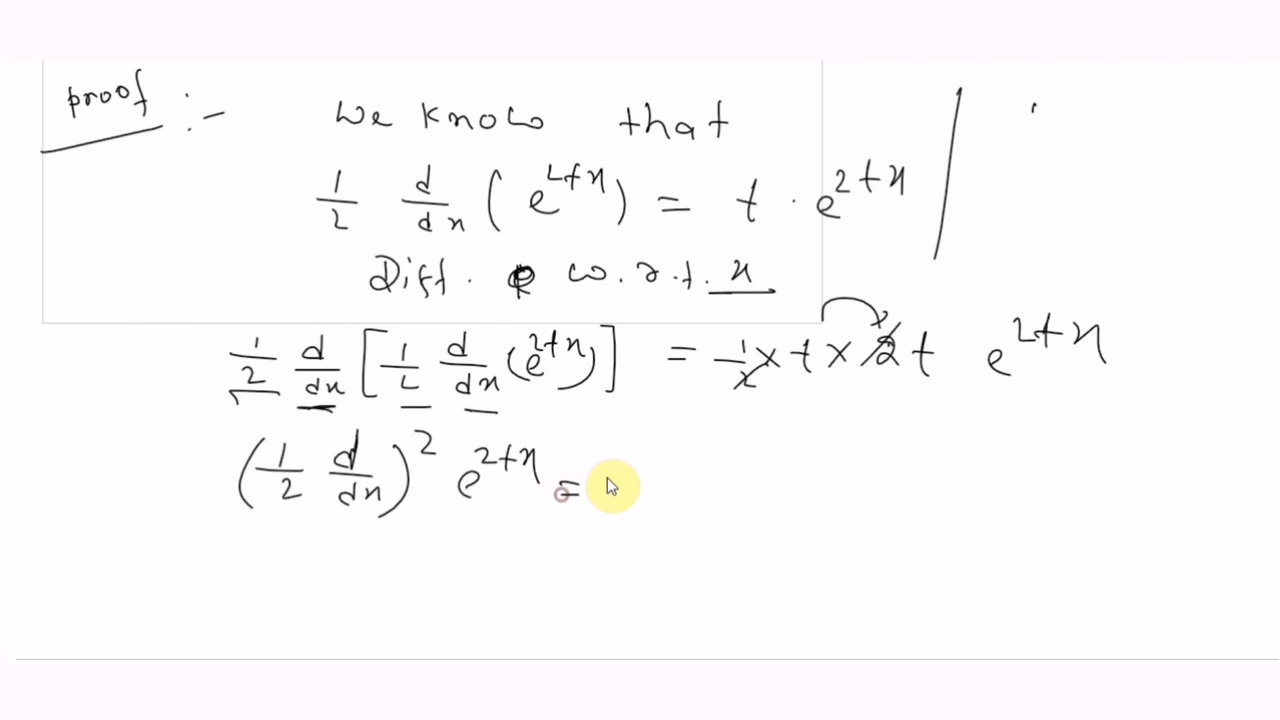 proof :-
We know that
1/2 d/dx (e^{2tx}) = t · e^{2tx}
Diff. w.r.t. x
1/2 d/dx [1/2 d/dx (e^{2tx})] = 1/2 × t × 2t e^{2tx}
(1/2 d/dx)^2 e^{2tx} =